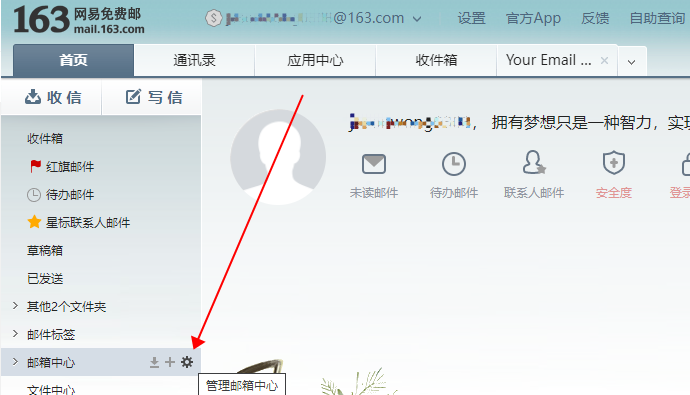 163 网易免费邮
mail.163.com
@163.com 设置 官方App 反馈 自助查询
首页 通讯录 应用中心 收件箱 Your Email ... ×
收信 写信
拥有梦想只是一种智力，实现
收件箱
红旗邮件
待办邮件
星标联系人邮件
草稿箱
已发送
其他2个文件夹
邮件标签
邮箱中心
文件中心
未读邮件 待办邮件 联系人邮件 安全度 登录
管理邮箱中心